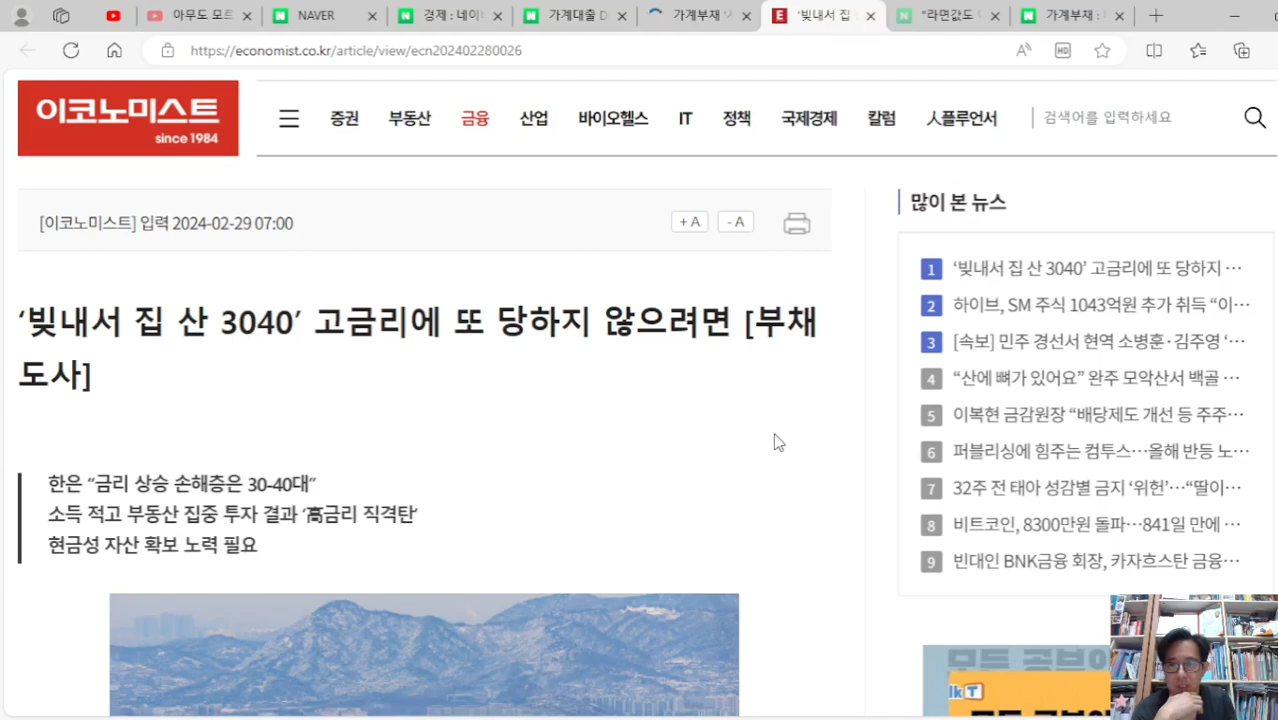 아무도 모르
NAVER
경제 : 네이
가계대출 D
가계부채 '
'빚내서 집
"라면값도
가계부채 :
https://economist.co.kr/article/view/ecn202402280026
이코노미스트
since 1984
증권 부동산 금융 산업 바이오헬스 IT 정책 국제경제 칼럼 人플루언서
검색어를 입력하세요
[이코노미스트] 입력 2024-02-29 07:00
+ A - A
‘빚내서 집 산 3040’ 고금리에 또 당하지 않으려면 [부채
도사]
한은 “금리 상승 손해층은 30-40대”
소득 적고 부동산 집중 투자 결과 ‘高금리 직격탄’
현금성 자산 확보 노력 필요
많이 본 뉴스
1 ‘빚내서 집 산 3040’ 고금리에 또 당하지 …
2 하이브, SM 주식 1043억원 추가 취득 “이…
3 [속보] 민주 경선서 현역 소병훈·김주영 ‘…
4 “산에 뼈가 있어요” 완주 모악산서 백골 …
5 이복현 금감원장 “배당제도 개선 등 주주…
6 퍼블리싱에 힘주는 컴투스…올해 반등 노…
7 32주 전 태아 성감별 금지 ‘위헌’…“딸이…
8 비트코인, 8300만원 돌파…841일 만에 …
9 빈대인 BNK금융 회장, 카자흐스탄 금융…